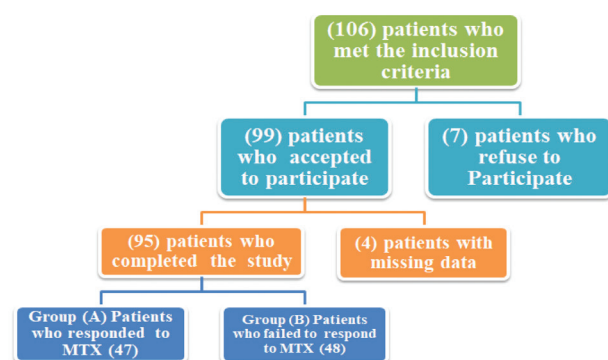 (106) patients who
met the inclusion
criteria
(99) patients
who accepted
to participate
(7) patients who
refuse to
Participate
(95) patients who
completed the study
(4) patients with
missing data
Group (A) Patients
who responded to
MTX (47)
Group (B) Patients
who failed to respond
to MTX (48)